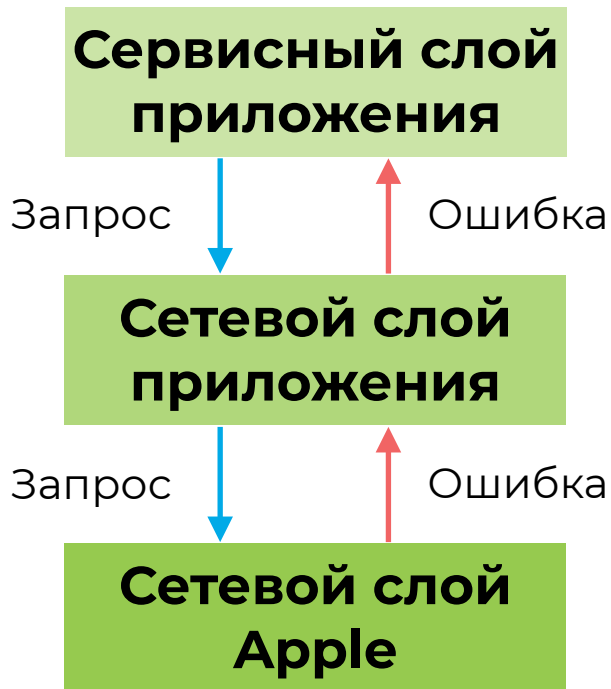 Сервисный слой
приложения
Запрос
Ошибка
Сетевой слой
приложения
Запрос
Ошибка
Сетевой слой
Apple